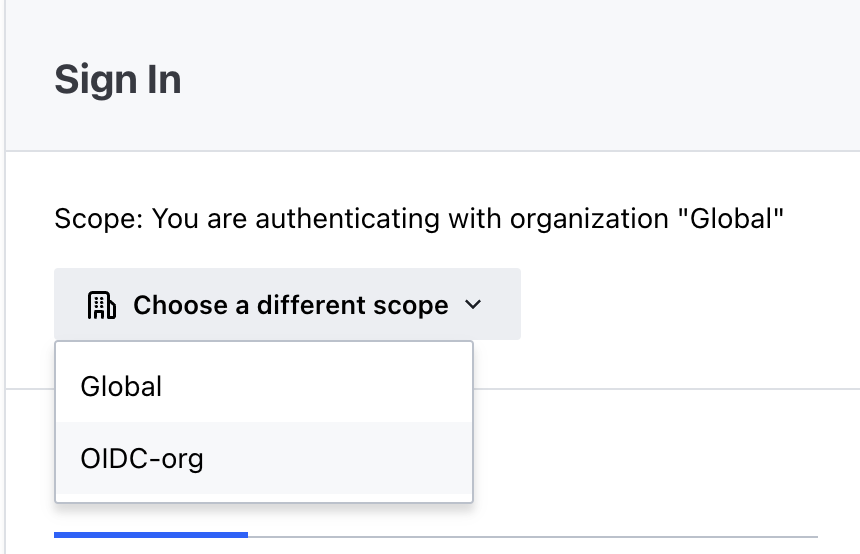 Sign In
Scope: You are authenticating with organization "Global"
Choose a different scope
Global
OIDC-org